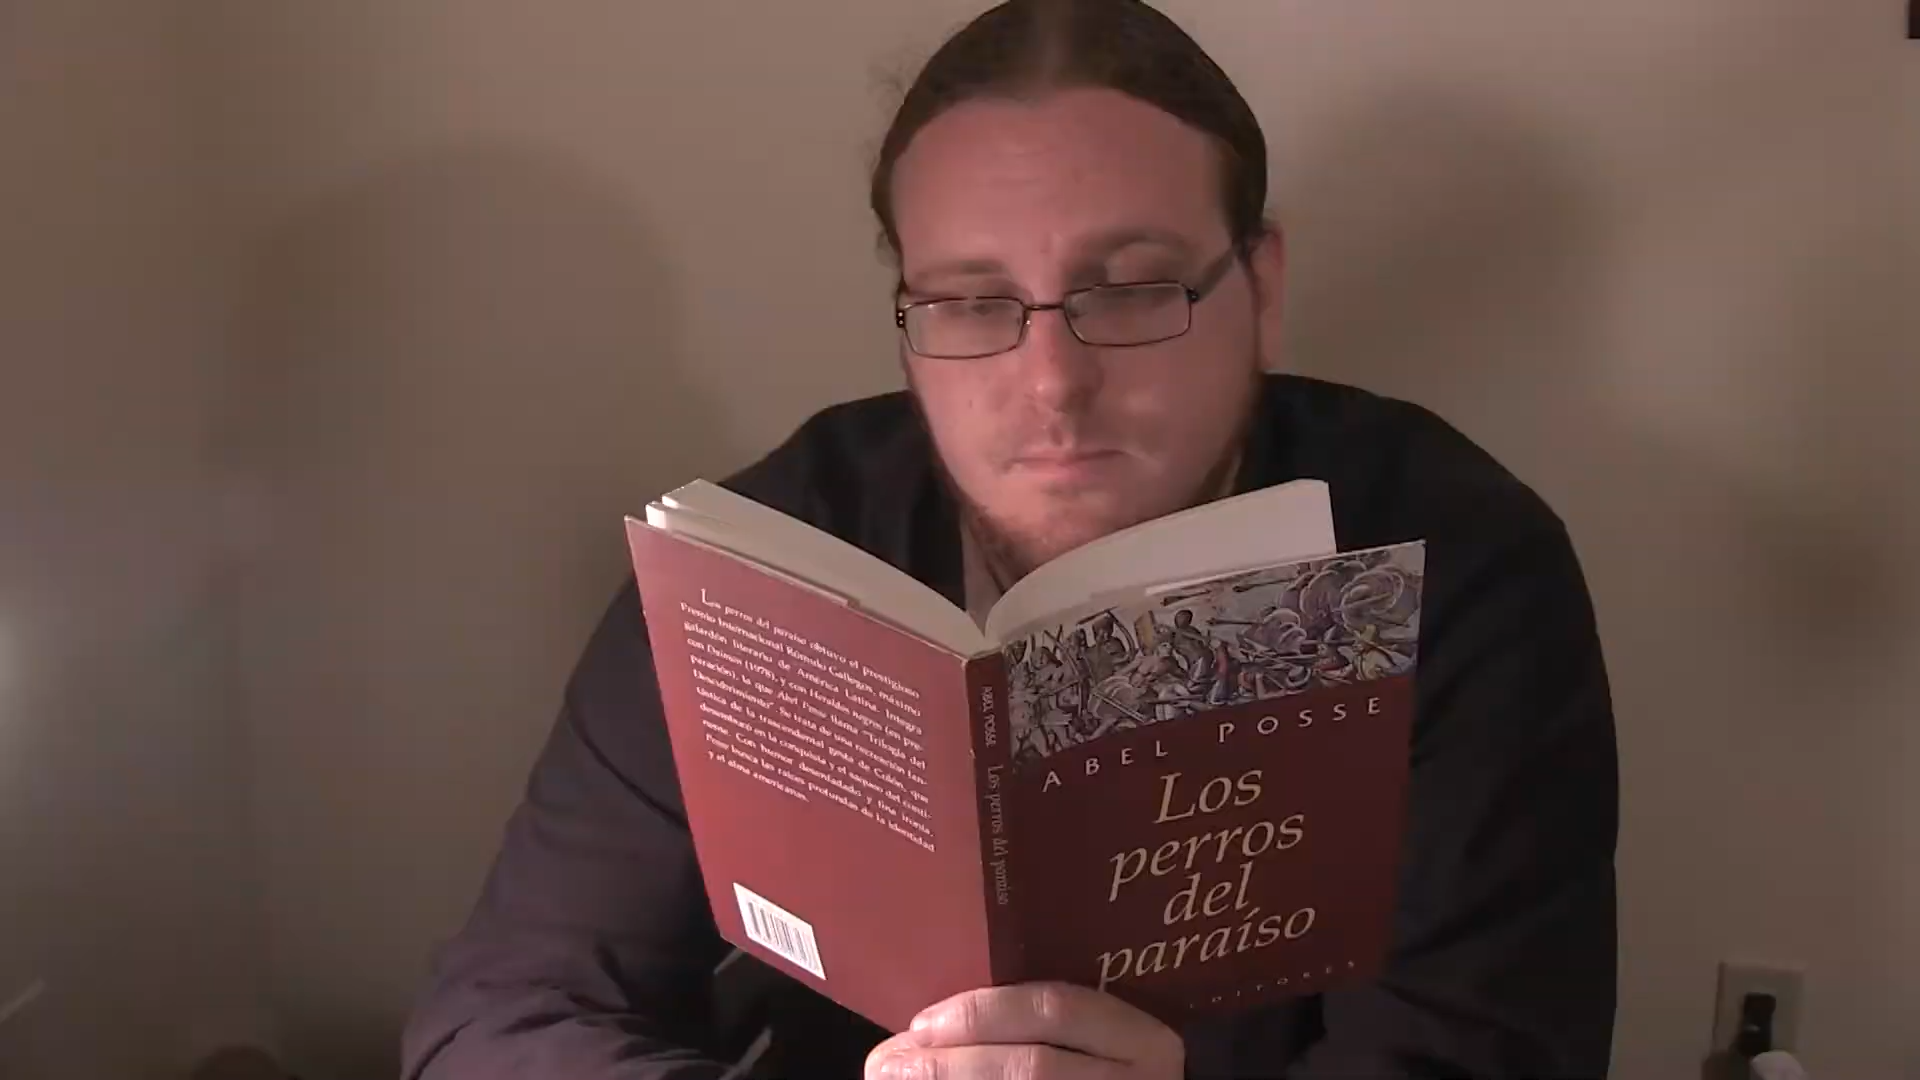 Los perros del paraíso obtuvo el prestigioso
Premio Internacional Rómulo Gallegos, máximo
galardón literario de América Latina. Integra
con Daimon (1978), y con Heraldos negros (en pre-
paración), la que Abel Posse llama "Trilogía del
Descubrimiento". Se trata de una recreación fan-
tástica de la trascendental gesta de Colón, que
desembocó en la conquista y el saqueo del conti-
nente. Con humor desenfadado y fina ironía,
Posse busca las raíces profundas de la identidad
y el alma americanas.
ABEL POSSE Los perros del paraíso
ABEL POSSE
Los
perros
del
paraíso
EDITORES